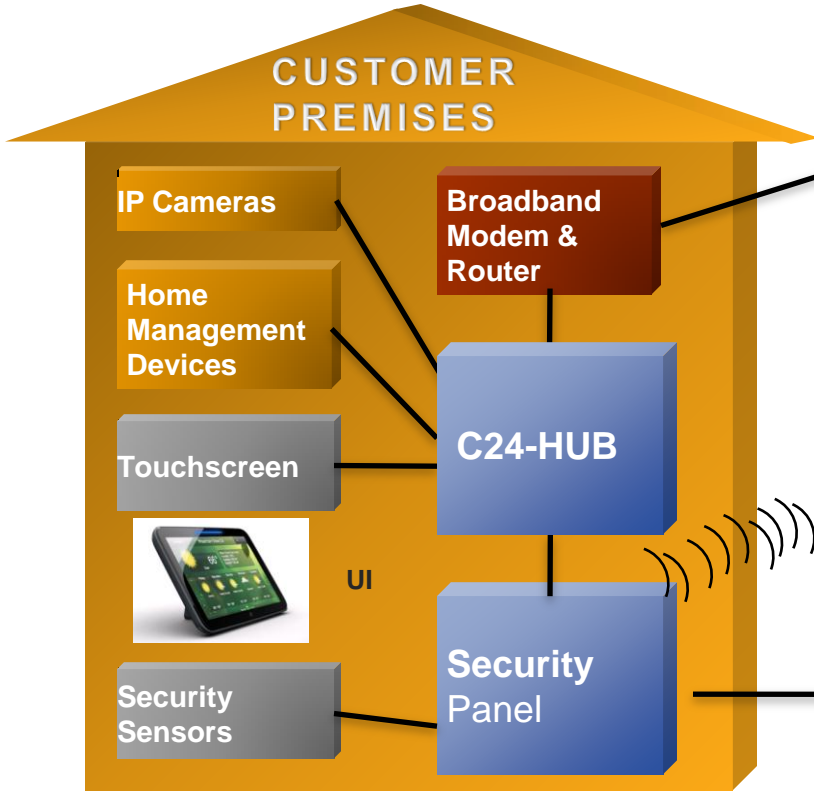 CUSTOMER
PREMISES
IP Cameras
Broadband
Modem &
Router
Home
Management
Devices
C24-HUB
Touchscreen
UI
Security
Panel
Security
Sensors